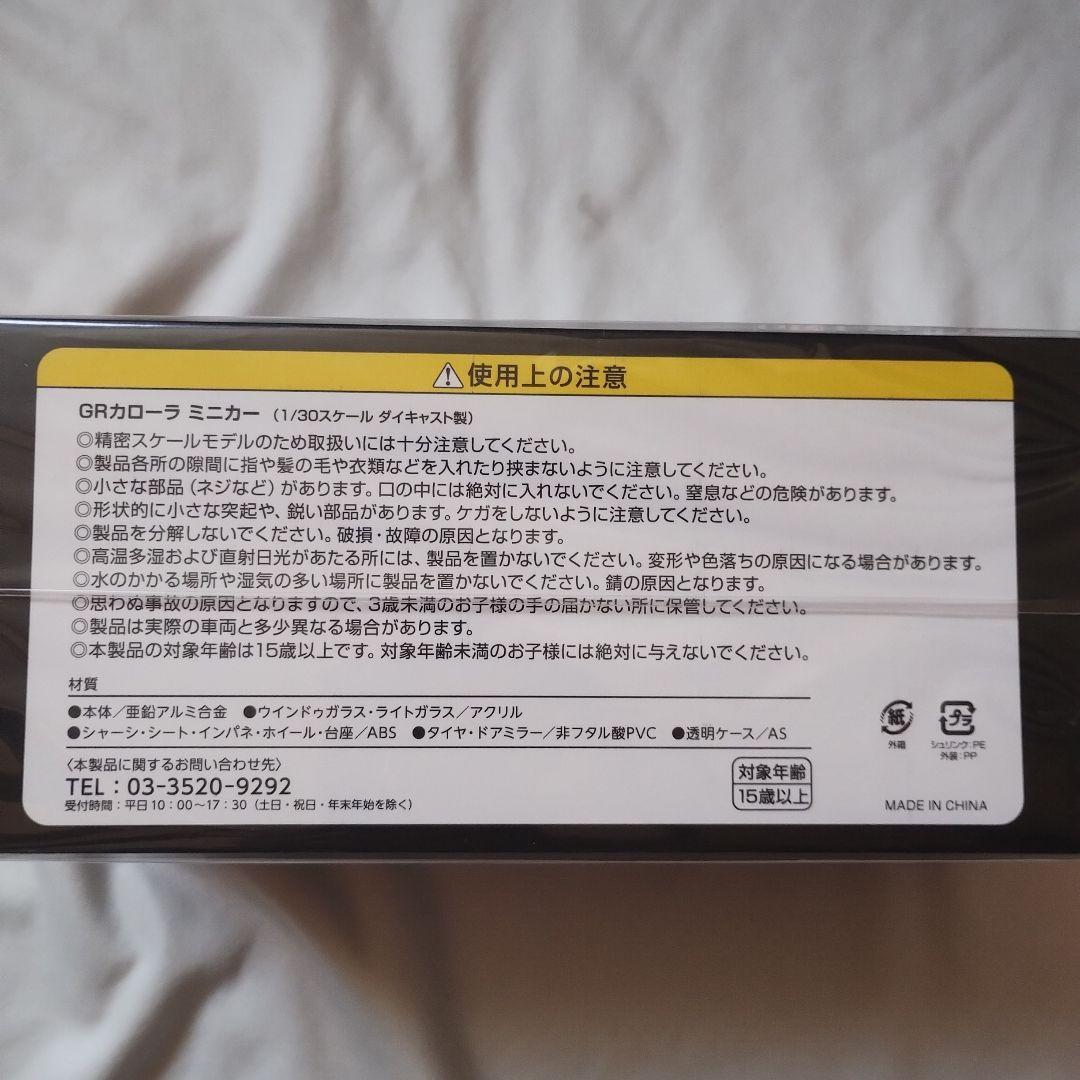 使用上の注意
GRカローラ ミニカー （1/30スケール ダイキャスト製）
◎精密スケールモデルのため取扱いには十分注意してください。
◎製品各所の隙間に指や髪の毛や衣類などを入れたり挟まないように注意してください。
◎小さな部品（ネジなど）があります。口の中には絶対に入れないでください。窒息などの危険があります。
◎形状的に小さな突起や、鋭い部品があります。ケガをしないように注意してください。
◎製品を分解しないでください。破損・故障の原因となります。
◎高温多湿および直射日光があたる所には、製品を置かないでください。変形や色落ちの原因になる場合があります。
◎水のかかる場所や湿気の多い場所に製品を置かないでください。錆の原因となります。
◎思わぬ事故の原因となりますので、3歳未満のお子様の手の届かない所に保管してください。
◎製品は実際の車両と多少異なる場合があります。
◎本製品の対象年齢は15歳以上です。対象年齢未満のお子様には絶対に与えないでください。
材質
●本体／亜鉛アルミ合金 ●ウインドゥガラス・ライトガラス／アクリル
●シャーシ・シート・インパネ・ホイール・台座／ABS ●タイヤ・ドアミラー／非フタル酸PVC ●透明ケース／AS
〈本製品に関するお問い合わせ先〉
TEL：03-3520-9292
受付時間：平日10：00〜17：30（土日・祝日・年末年始を除く）
対象年齢
15歳以上
紙
外箱
プラ
シュリンク：PE
外装：PP
MADE IN CHINA